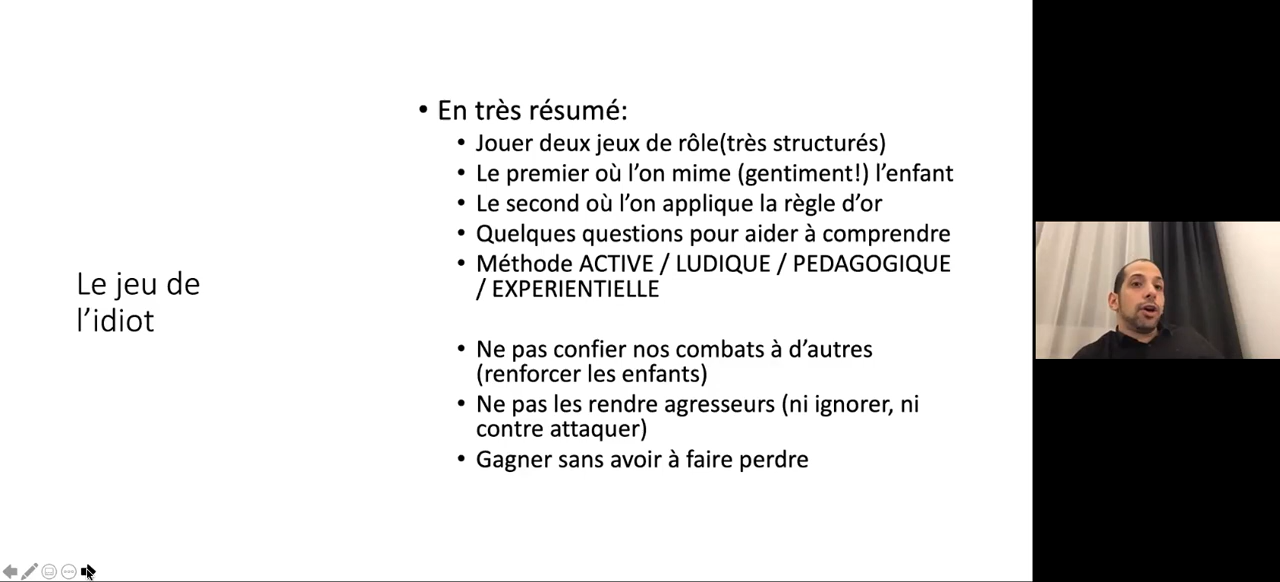 Le jeu de
l’idiot
• En très résumé:
• Jouer deux jeux de rôle(très structurés)
• Le premier où l’on mime (gentiment!) l’enfant
• Le second où l’on applique la règle d’or
• Quelques questions pour aider à comprendre
• Méthode ACTIVE / LUDIQUE / PEDAGOGIQUE
/ EXPERIENTIELLE
• Ne pas confier nos combats à d’autres
(renforcer les enfants)
• Ne pas les rendre agresseurs (ni ignorer, ni
contre attaquer)
• Gagner sans avoir à faire perdre